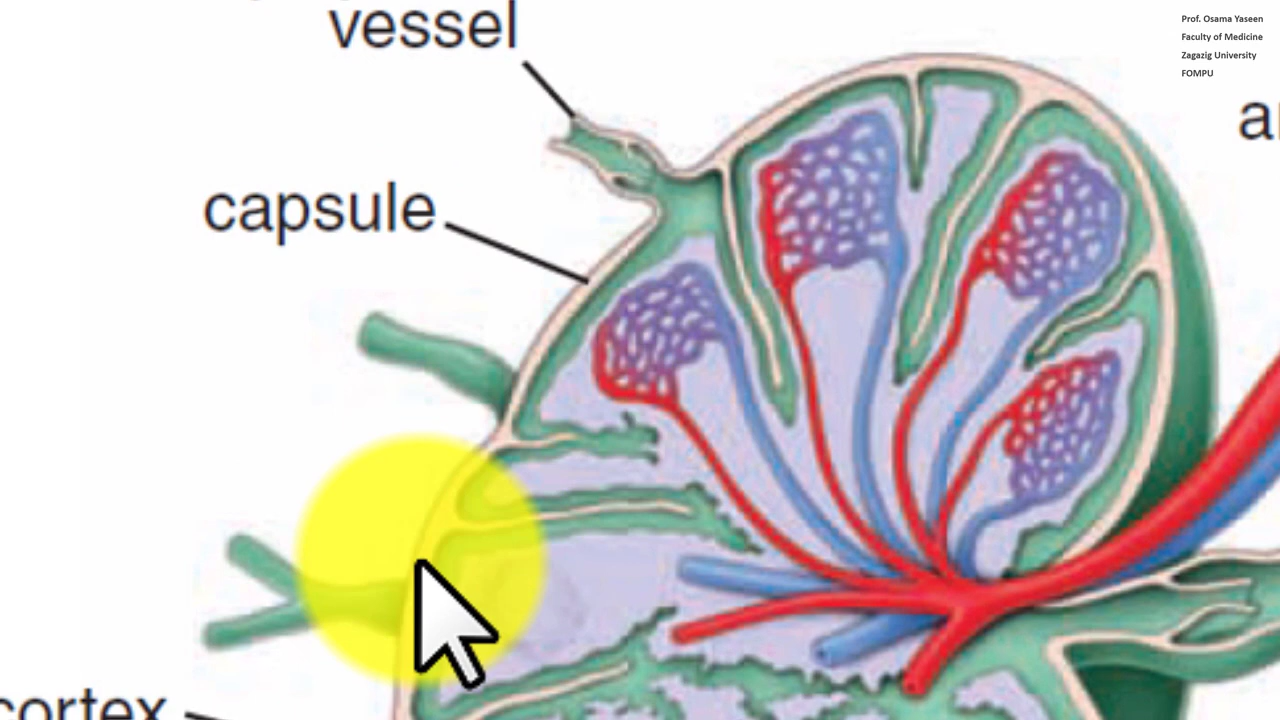 vessel
Prof. Osama Yaseen
Faculty of Medicine
Zagazig University
FOMPU
capsule
cortex